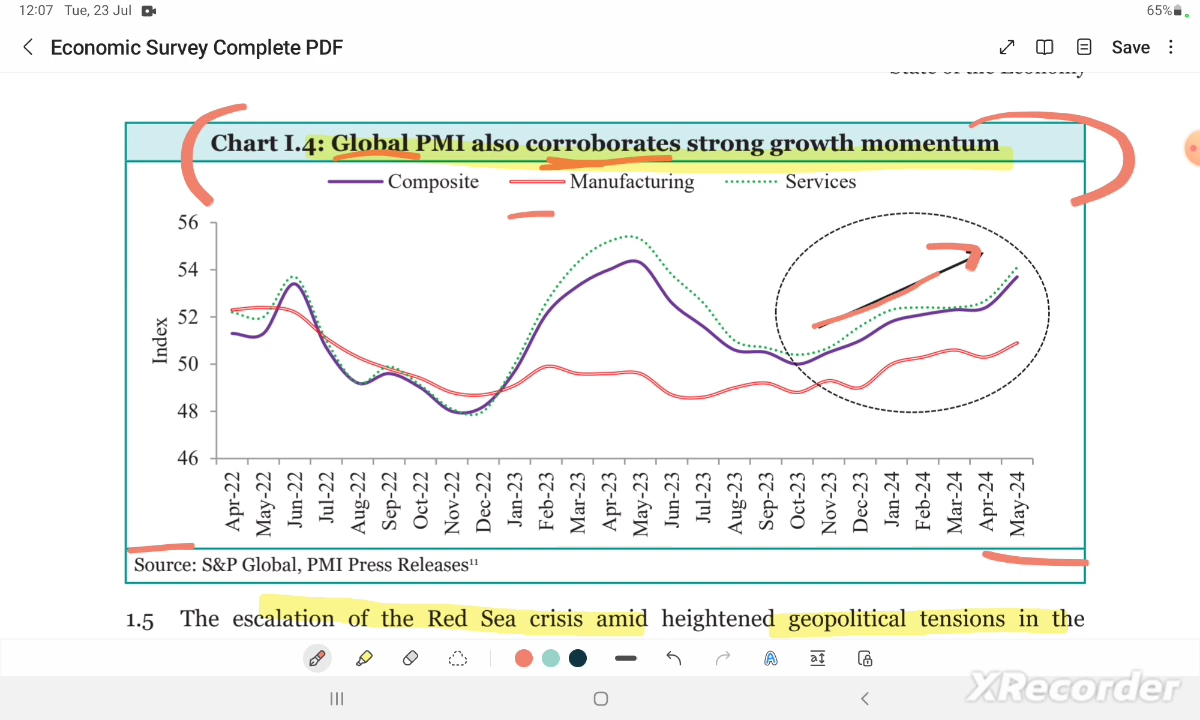 12:07 Tue, 23 Jul
65%
Economic Survey Complete PDF
Save
State of the Economy
Chart I.4: Global PMI also corroborates strong growth momentum
Composite Manufacturing Services
56
54
52
50
48
46
Index
Apr-22 May-22 Jun-22 Jul-22 Aug-22 Sep-22 Oct-22 Nov-22 Dec-22 Jan-23 Feb-23 Mar-23 Apr-23 May-23 Jun-23 Jul-23 Aug-23 Sep-23 Oct-23 Nov-23 Dec-23 Jan-24 Feb-24 Mar-24 Apr-24 May-24
Source: S&P Global, PMI Press Releases¹¹
1.5 The escalation of the Red Sea crisis amid heightened geopolitical tensions in the
XRecorder